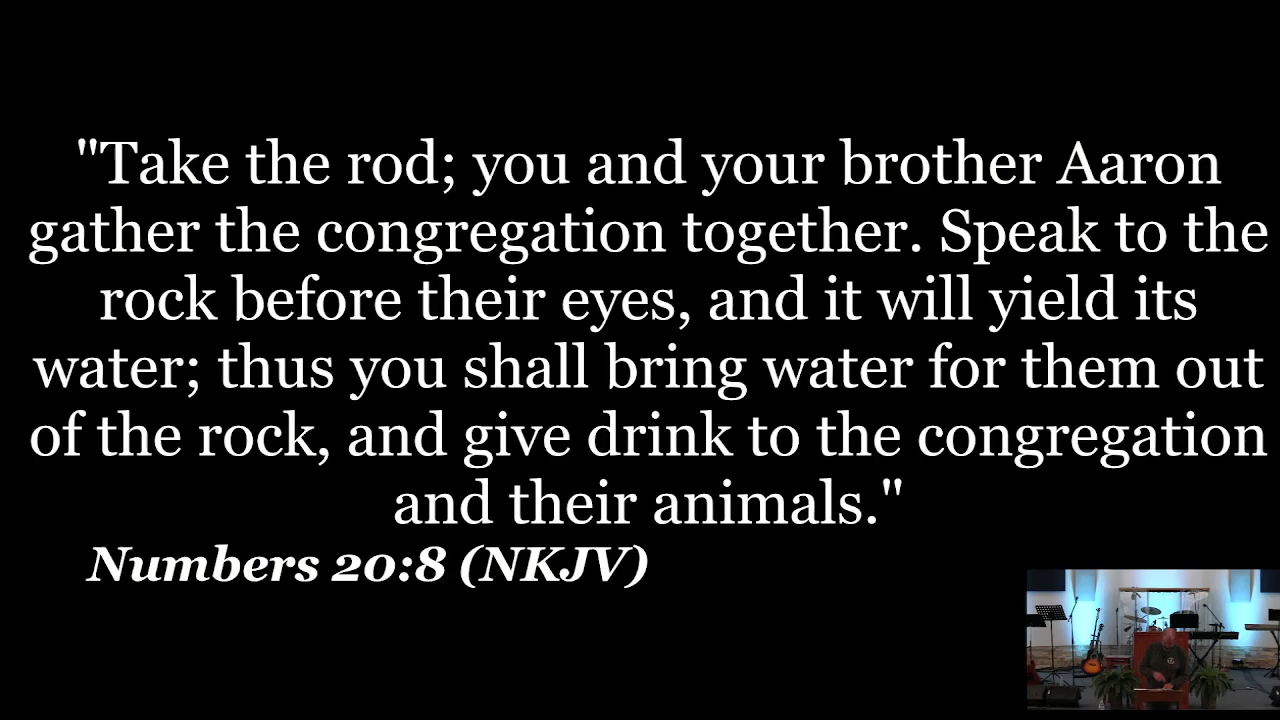 "Take the rod; you and your brother Aaron
gather the congregation together. Speak to the
rock before their eyes, and it will yield its
water; thus you shall bring water for them out
of the rock, and give drink to the congregation
and their animals."
Numbers 20:8 (NKJV)